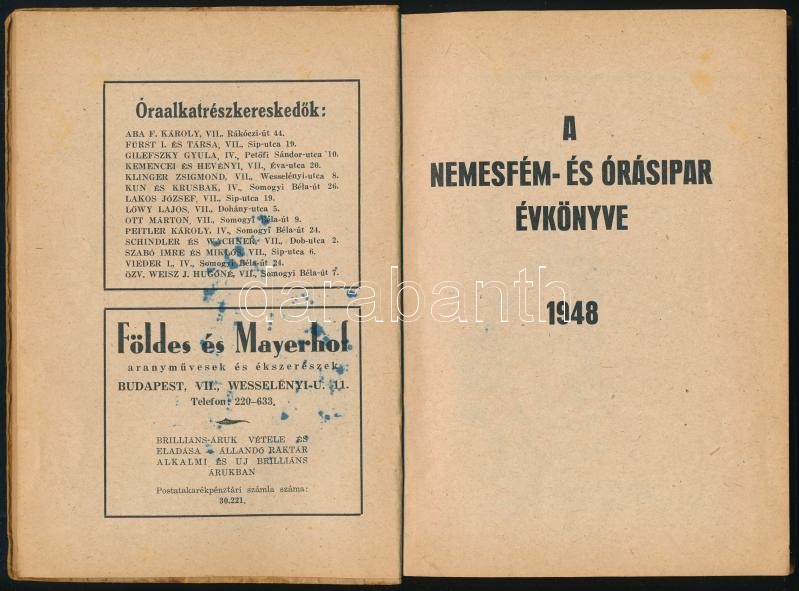 Óraalkatrészkereskedők:
ABA F. KÁROLY, VII., Rákóczi-út 44.
FÜRST I. ÉS TÁRSA, VII., Sip-utca 19.
GILEFSZKY GYULA, IV., Petőfi Sándor-utca 10.
KEMENCEI ÉS HEVÉNYI, VII., Éva-utca 20.
KLINGER ZSIGMOND, VII., Wesselényi-utca 8.
KUN ÉS KRUSBAK, IV., Somogyi Béla-út 26.
LAKOS JÓZSEF, VII., Sip-utca 19.
LŐWY LAJOS, VII., Dohány-utca 5.
OTT MÁRTON, VII., Somogyi Béla-út 9.
PEITLER KÁROLY, IV., Somogyi Béla-út 24.
SCHINDLER ÉS WACHNER, VII., Dob-utca 2.
SZABÓ IMRE ÉS MIKLÓS, VII., Sip-utca 6.
VIEDER L., IV., Somogyi Béla-út 24.
ÖZV. WEISZ J. HUGÓNÉ, VII., Somogyi Béla-út 7.
Földes és Mayerhof
aranyművesek és ékszerészek
BUDAPEST, VII., WESSELÉNYI-U. 11.
Telefon: 220–633.
BRILLIÁNS-ÁRUK VÉTELE ÉS
ELADÁSA – ÁLLANDÓ RAKTÁR
ALKALMI ÉS UJ BRILLIÁNS
ÁRUKBAN
Postatakarékpénztári számla száma:
30.221.
A
NEMESFÉM- ÉS ÓRÁSIPAR
ÉVKÖNYVE
1948
darabanth